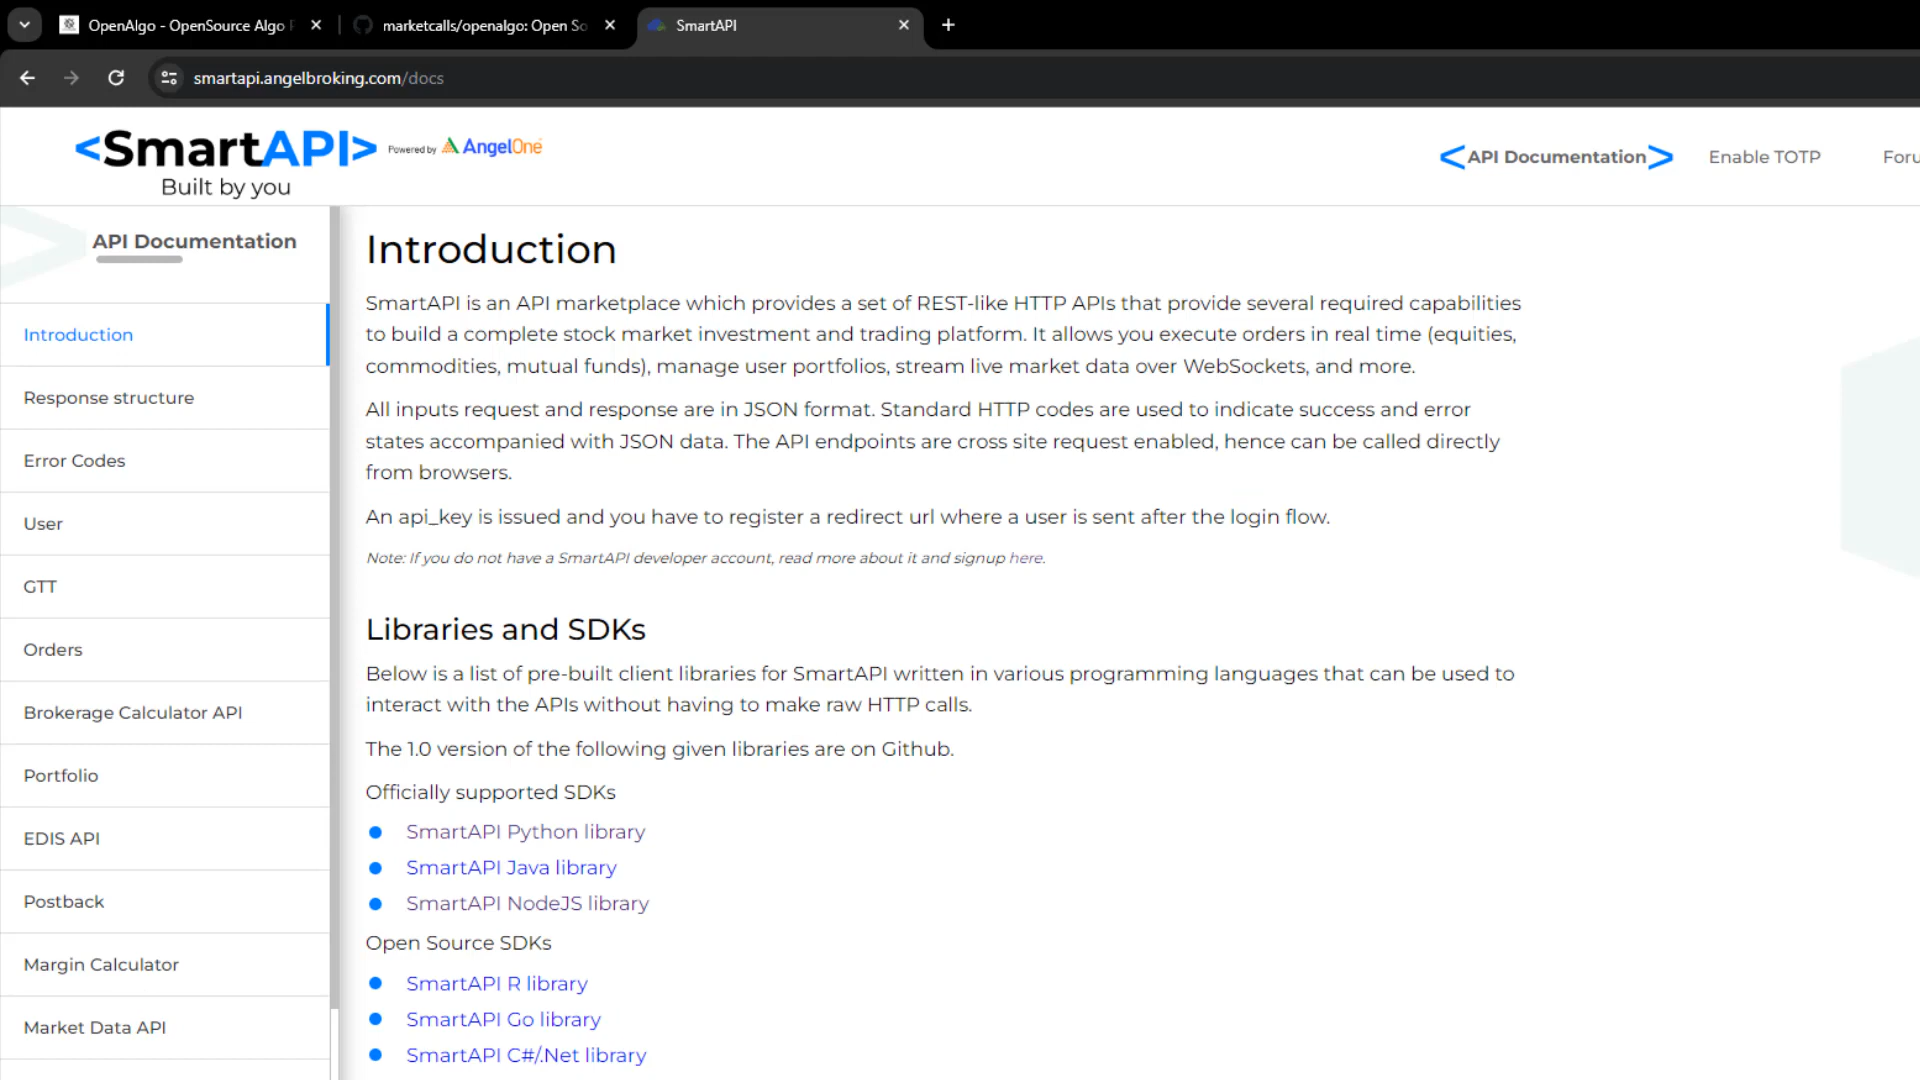 OpenAlgo - OpenSource Algo
marketcalls/openalgo: Open So
SmartAPI
smartapi.angelbroking.com/docs
<SmartAPI>
Powered by AngelOne
Built by you
<API Documentation>
Enable TOTP
Foru
API Documentation
Introduction
Response structure
Error Codes
User
GTT
Orders
Brokerage Calculator API
Portfolio
EDIS API
Postback
Margin Calculator
Market Data API
Introduction
SmartAPI is an API marketplace which provides a set of REST-like HTTP APIs that provide several required capabilities
to build a complete stock market investment and trading platform. It allows you execute orders in real time (equities,
commodities, mutual funds), manage user portfolios, stream live market data over WebSockets, and more.
All inputs request and response are in JSON format. Standard HTTP codes are used to indicate success and error
states accompanied with JSON data. The API endpoints are cross site request enabled, hence can be called directly
from browsers.
An api_key is issued and you have to register a redirect url where a user is sent after the login flow.
Note: If you do not have a SmartAPI developer account, read more about it and signup here.
Libraries and SDKs
Below is a list of pre-built client libraries for SmartAPI written in various programming languages that can be used to
interact with the APIs without having to make raw HTTP calls.
The 1.0 version of the following given libraries are on Github.
Officially supported SDKs
SmartAPI Python library
SmartAPI Java library
SmartAPI NodeJS library
Open Source SDKs
SmartAPI R library
SmartAPI Go library
SmartAPI C#/.Net library